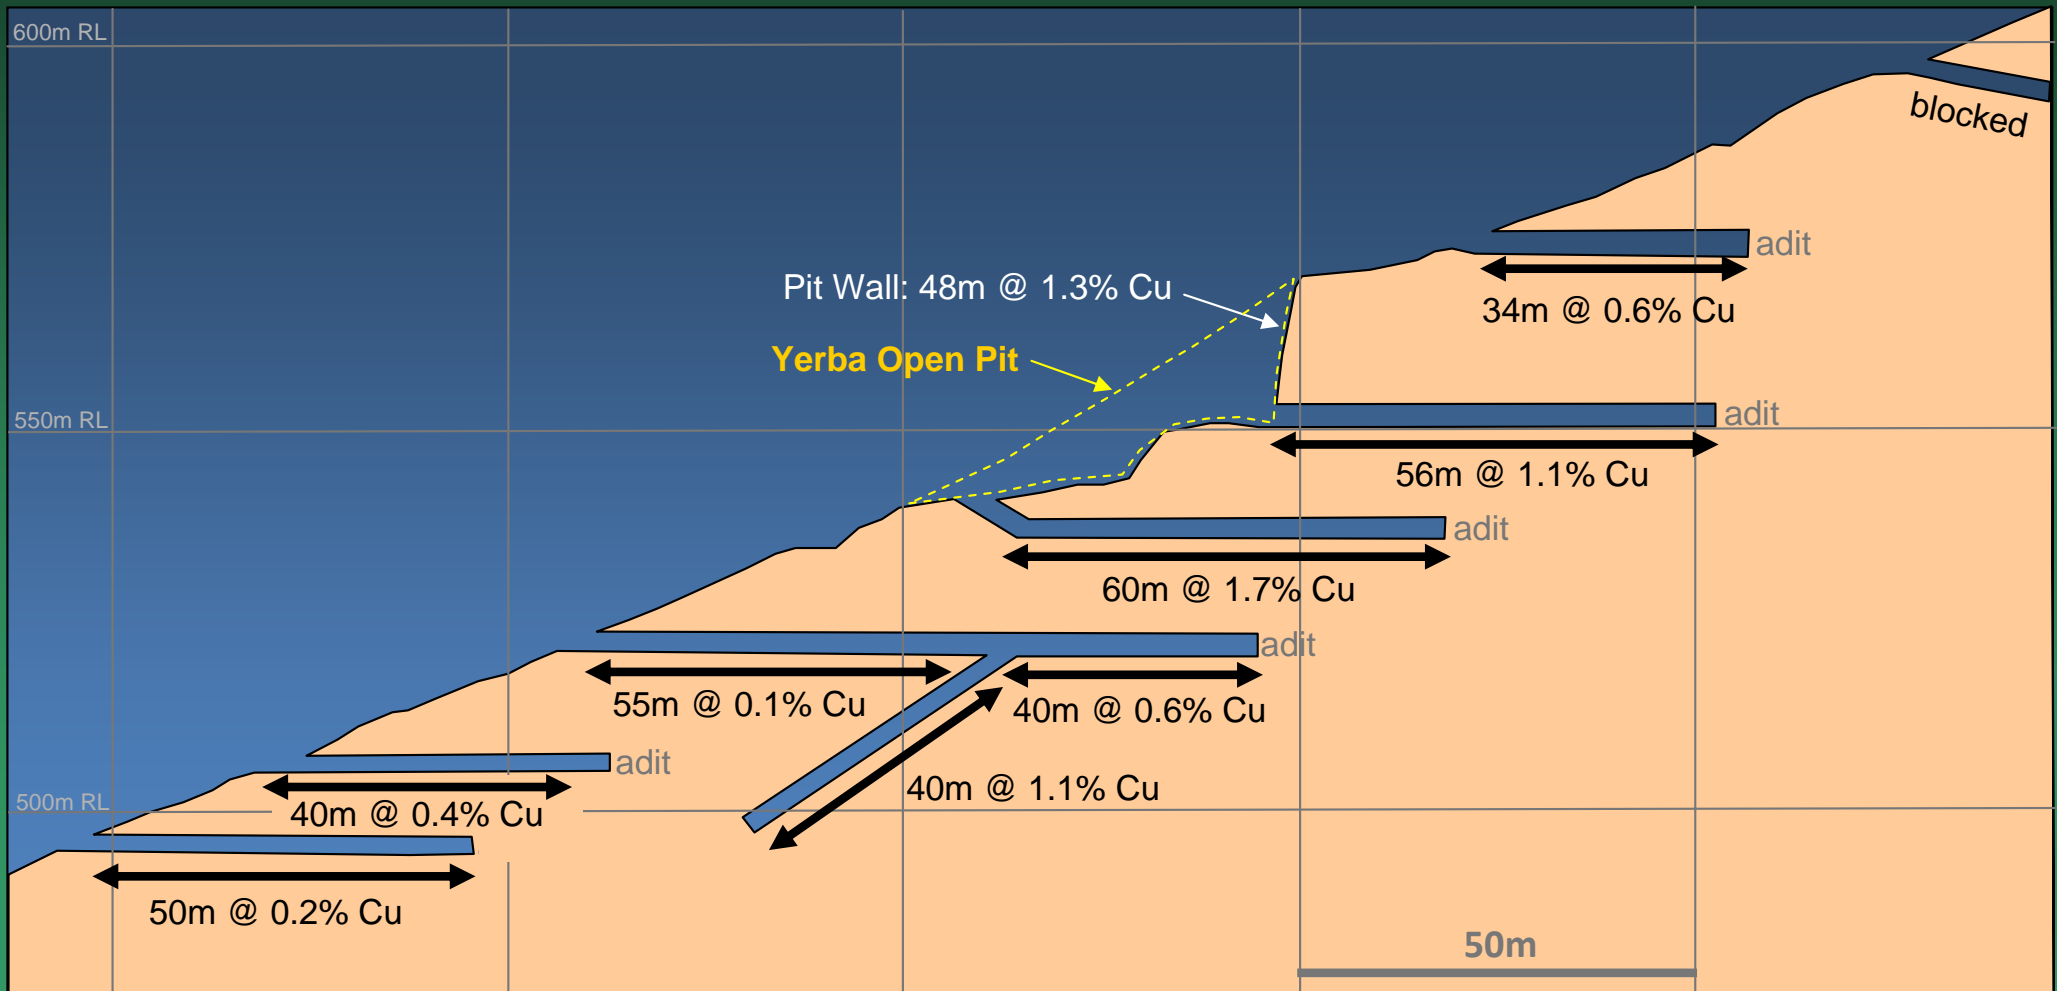 600m RL
blocked
adit
Pit Wall: 48m @ 1.3% Cu
34m @ 0.6% Cu
Yerba Open Pit
550m RL
adit
56m @ 1.1% Cu
adit
60m @ 1.7% Cu
adit
55m @ 0.1% Cu
40m @ 0.6% Cu
adit
40m @ 1.1% Cu
500m RL
40m @ 0.4% Cu
50m @ 0.2% Cu
50m